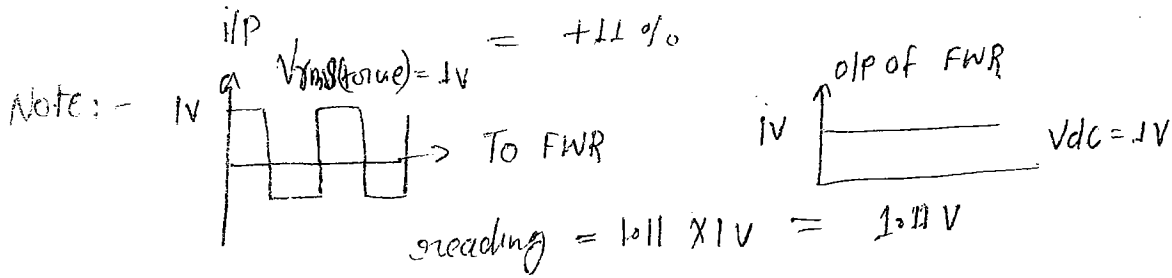 i/p = +11 %
Note:- 1V Vrms(true) = 1V To FWR
o/p of FWR
1V Vdc = 1V
reading = 1.11 X 1V = 1.11 V